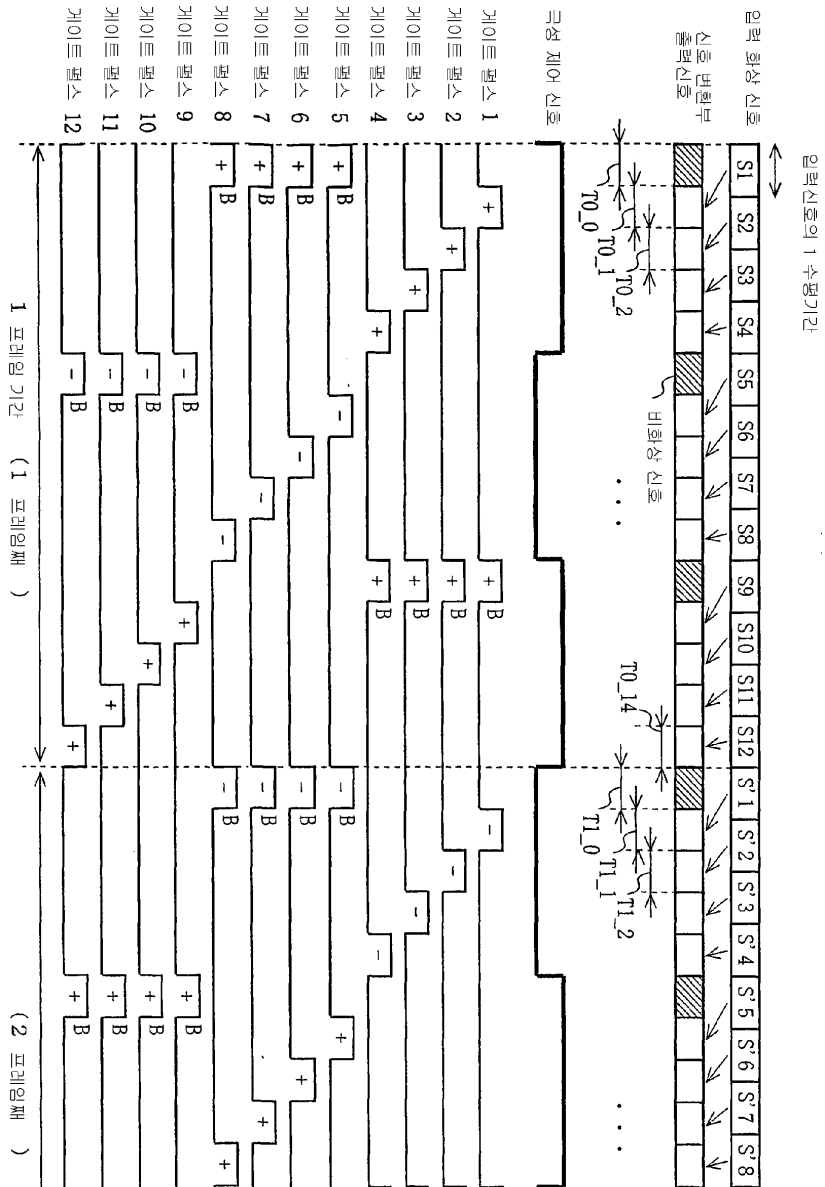 입력신호의 1 수평기간
입력 화상 신호
S1 S2 S3 S4 S5 S6 S7 S8 S9 S10 S11 S12 S'1 S'2 S'3 S'4 S'5 S'6 S'7 S'8
신호 변환부
출력신호
비화상 신호
T0_0 T0_1 T0_2 ... T0_14 T1_0 T1_1 T1_2 ...
극성 제어 신호
게이트펄스 1 + + B -
게이트펄스 2 + + B -
게이트펄스 3 + + B -
게이트펄스 4 + + B -
게이트펄스 5 + B - - B +
게이트펄스 6 + B - - B +
게이트펄스 7 + B - - B +
게이트펄스 8 + B - - B +
게이트펄스 9 - B + + B
게이트펄스 10 - B + + B
게이트펄스 11 - B + + B
게이트펄스 12 - B + + B
1 프레임 기간 (1 프레임째 ) (2 프레임째 )